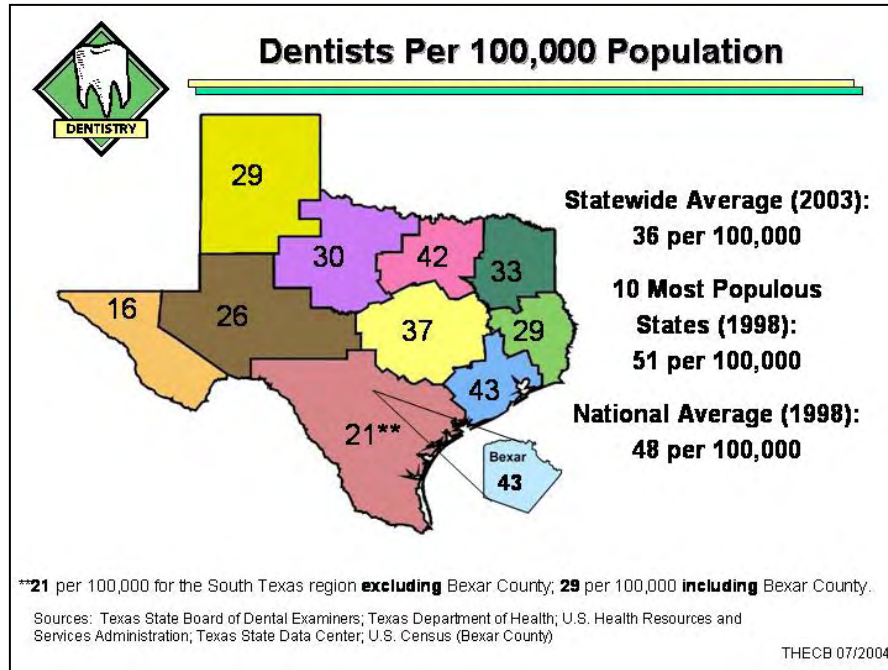 Dentists Per 100,000 Population
DENTISTRY
29
30
42
33
16
26
37
29
43
21**
Bexar
43
Statewide Average (2003):
36 per 100,000
10 Most Populous
States (1998):
51 per 100,000
National Average (1998):
48 per 100,000
**21 per 100,000 for the South Texas region excluding Bexar County; 29 per 100,000 including Bexar County.
Sources: Texas State Board of Dental Examiners; Texas Department of Health; U.S. Health Resources and
Services Administration; Texas State Data Center; U.S. Census (Bexar County)
THECB 07/2004